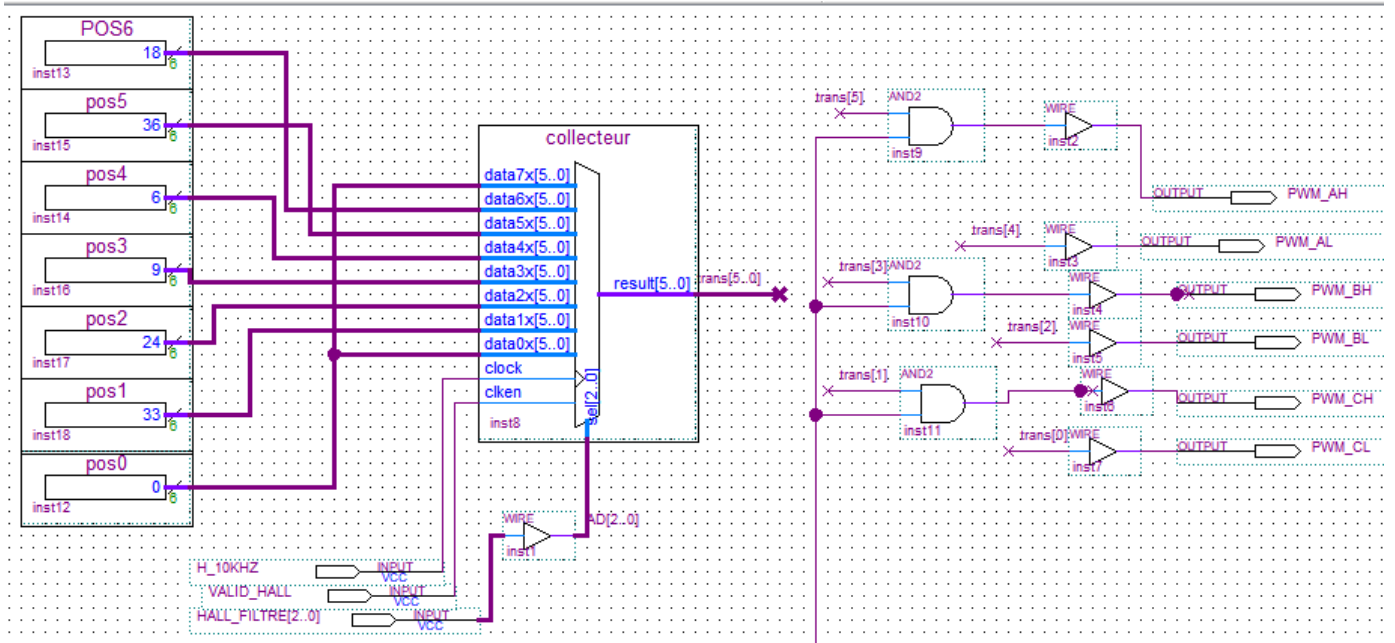 POS6
18
6
inst13
pos5
36
6
inst15
pos4
6
6
inst14
pos3
9
6
inst16
pos2
24
6
inst17
pos1
33
6
inst18
pos0
0
6
inst12
collecteur
data7x[5..0]
data6x[5..0]
data5x[5..0]
data4x[5..0]
data3x[5..0]
data2x[5..0]
data1x[5..0]
data0x[5..0]
clock
clken
inst8
sel[2..0]
result[5..0]
trans[5..0]
WIRE
AD[2..0]
inst1
H_10KHZ
INPUT
VCC
VALID_HALL
INPUT
VCC
HALL_FILTRE[2..0]
INPUT
VCC
trans[5]
AND2
inst9
WIRE
inst2
OUTPUT
PWM_AH
trans[4]
WIRE
inst3
OUTPUT
PWM_AL
trans[3]
AND2
inst10
WIRE
inst4
OUTPUT
PWM_BH
trans[2]
WIRE
inst5
OUTPUT
PWM_BL
trans[1]
AND2
inst11
WIRE
inst6
OUTPUT
PWM_CH
trans[0]
WIRE
inst7
OUTPUT
PWM_CL